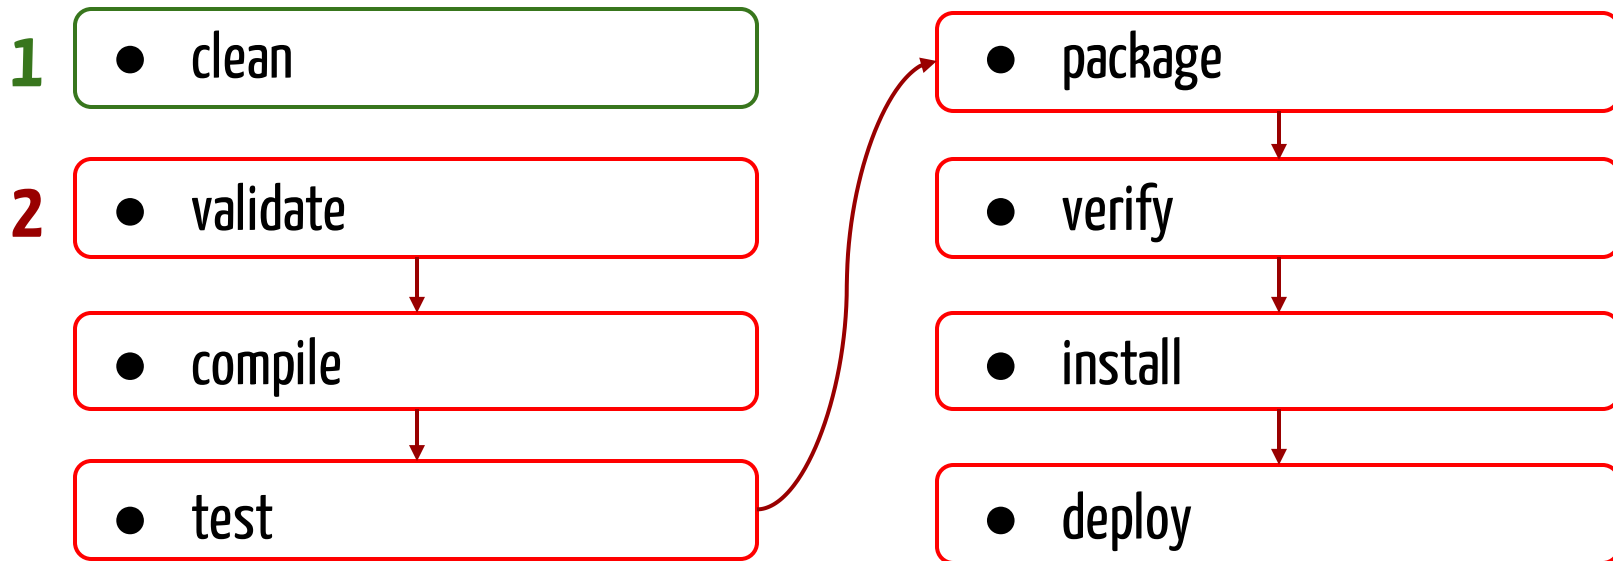 1
● clean
2
● validate
● compile
● test
● package
● verify
● install
● deploy